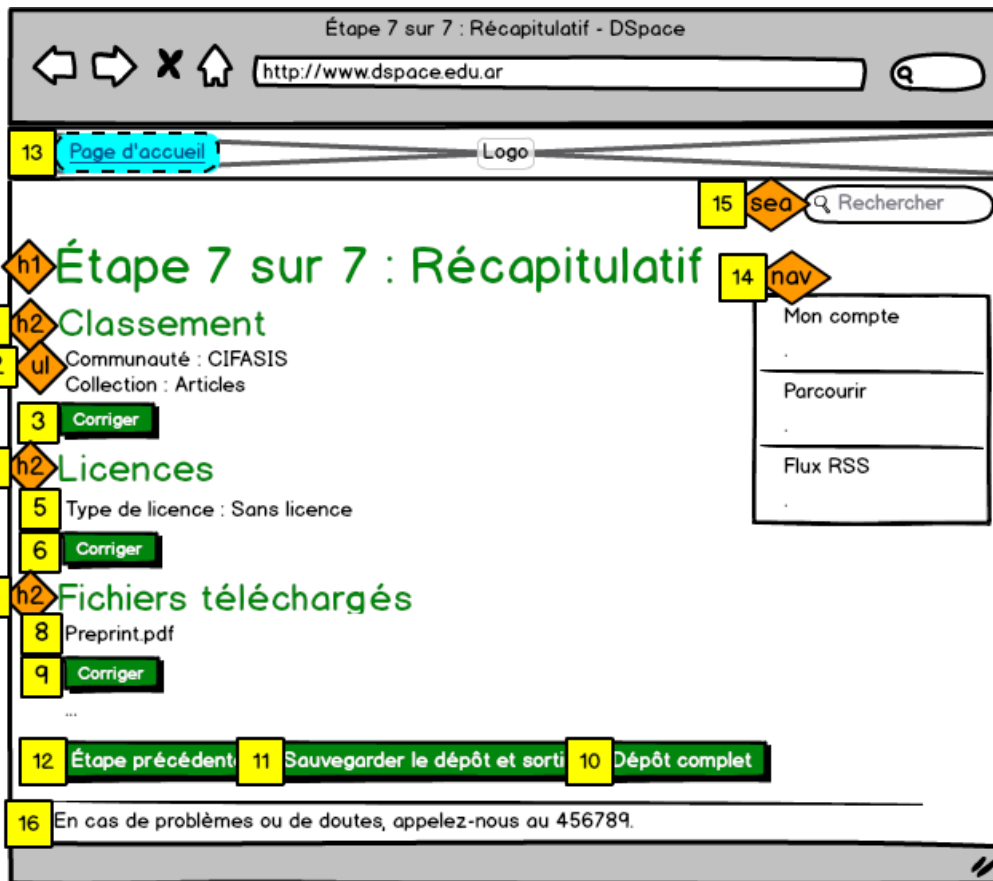 Étape 7 sur 7 : Récapitulatif - DSpace
http://www.dspace.edu.ar
13 Page d'accueil Logo
15 sea Rechercher
h1 Étape 7 sur 7 : Récapitulatif
14 nav
h2 Classement
Mon compte
.
2 ul Communauté : CIFASIS
Collection : Articles
Parcourir
.
3 Corriger
h2 Licences
Flux RSS
.
5 Type de licence : Sans licence
6 Corriger
h2 Fichiers téléchargés
8 Preprint.pdf
9 Corriger
...
12 Étape précédent 11 Sauvegarder le dépôt et sorti 10 Dépôt complet
16 En cas de problèmes ou de doutes, appelez-nous au 456789.